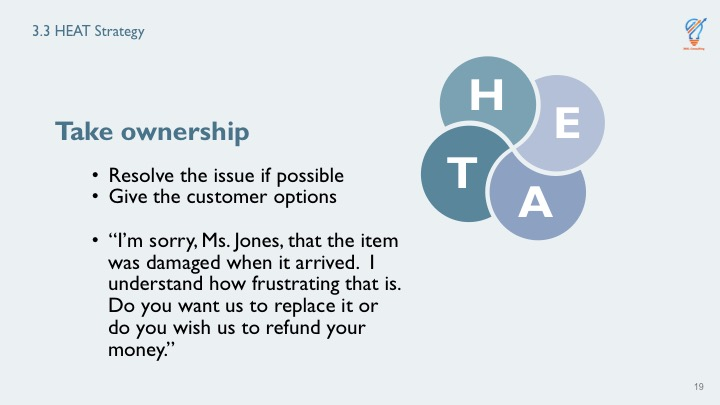 3.3 HEAT Strategy
Take ownership
• Resolve the issue if possible
• Give the customer options
• “I’m sorry, Ms. Jones, that the item
was damaged when it arrived.  I
understand how frustrating that is.
Do you want us to replace it or
do you wish us to refund your
money.”
H
E
T
A
19